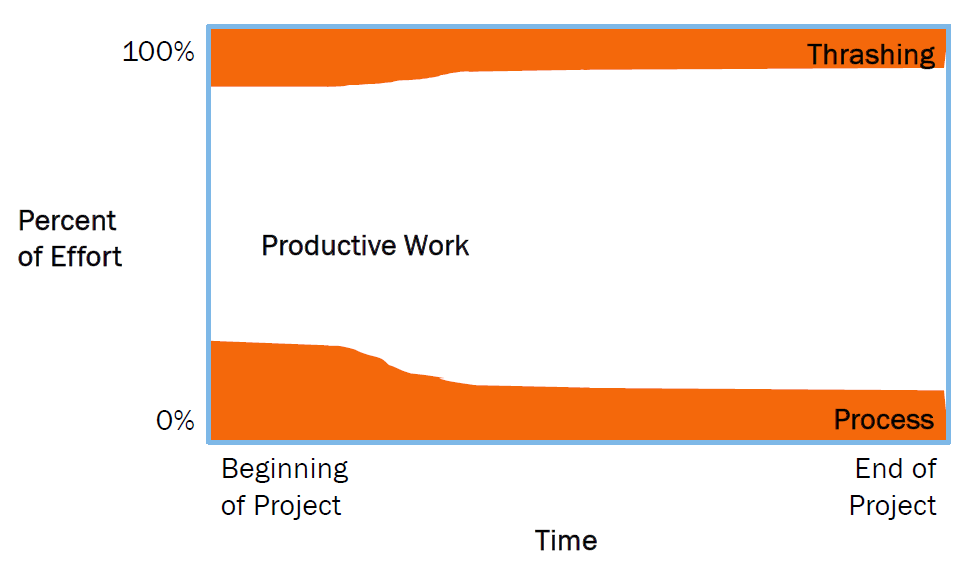 100%
Thrashing
Percent
of Effort
Productive Work
0%
Process
Beginning
of Project
End of
Project
Time